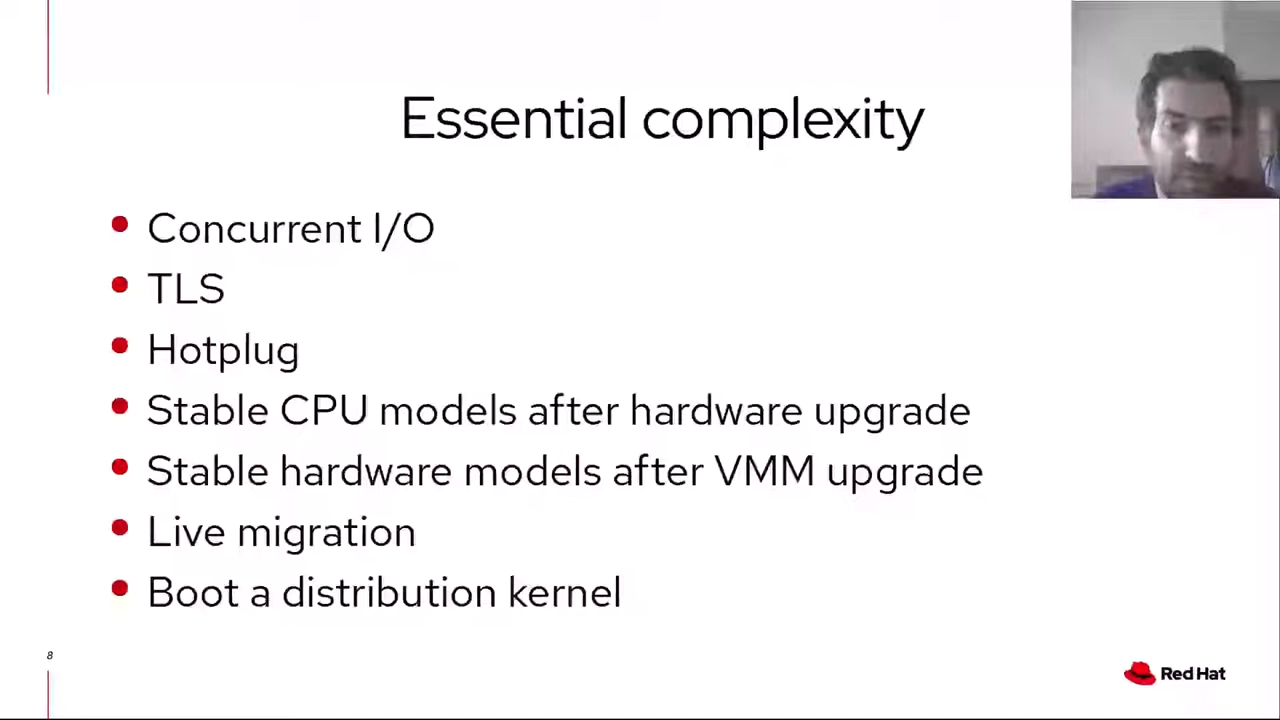 Essential complexity
Concurrent I/O
TLS
Hotplug
Stable CPU models after hardware upgrade
Stable hardware models after VMM upgrade
Live migration
Boot a distribution kernel
8
Red Hat